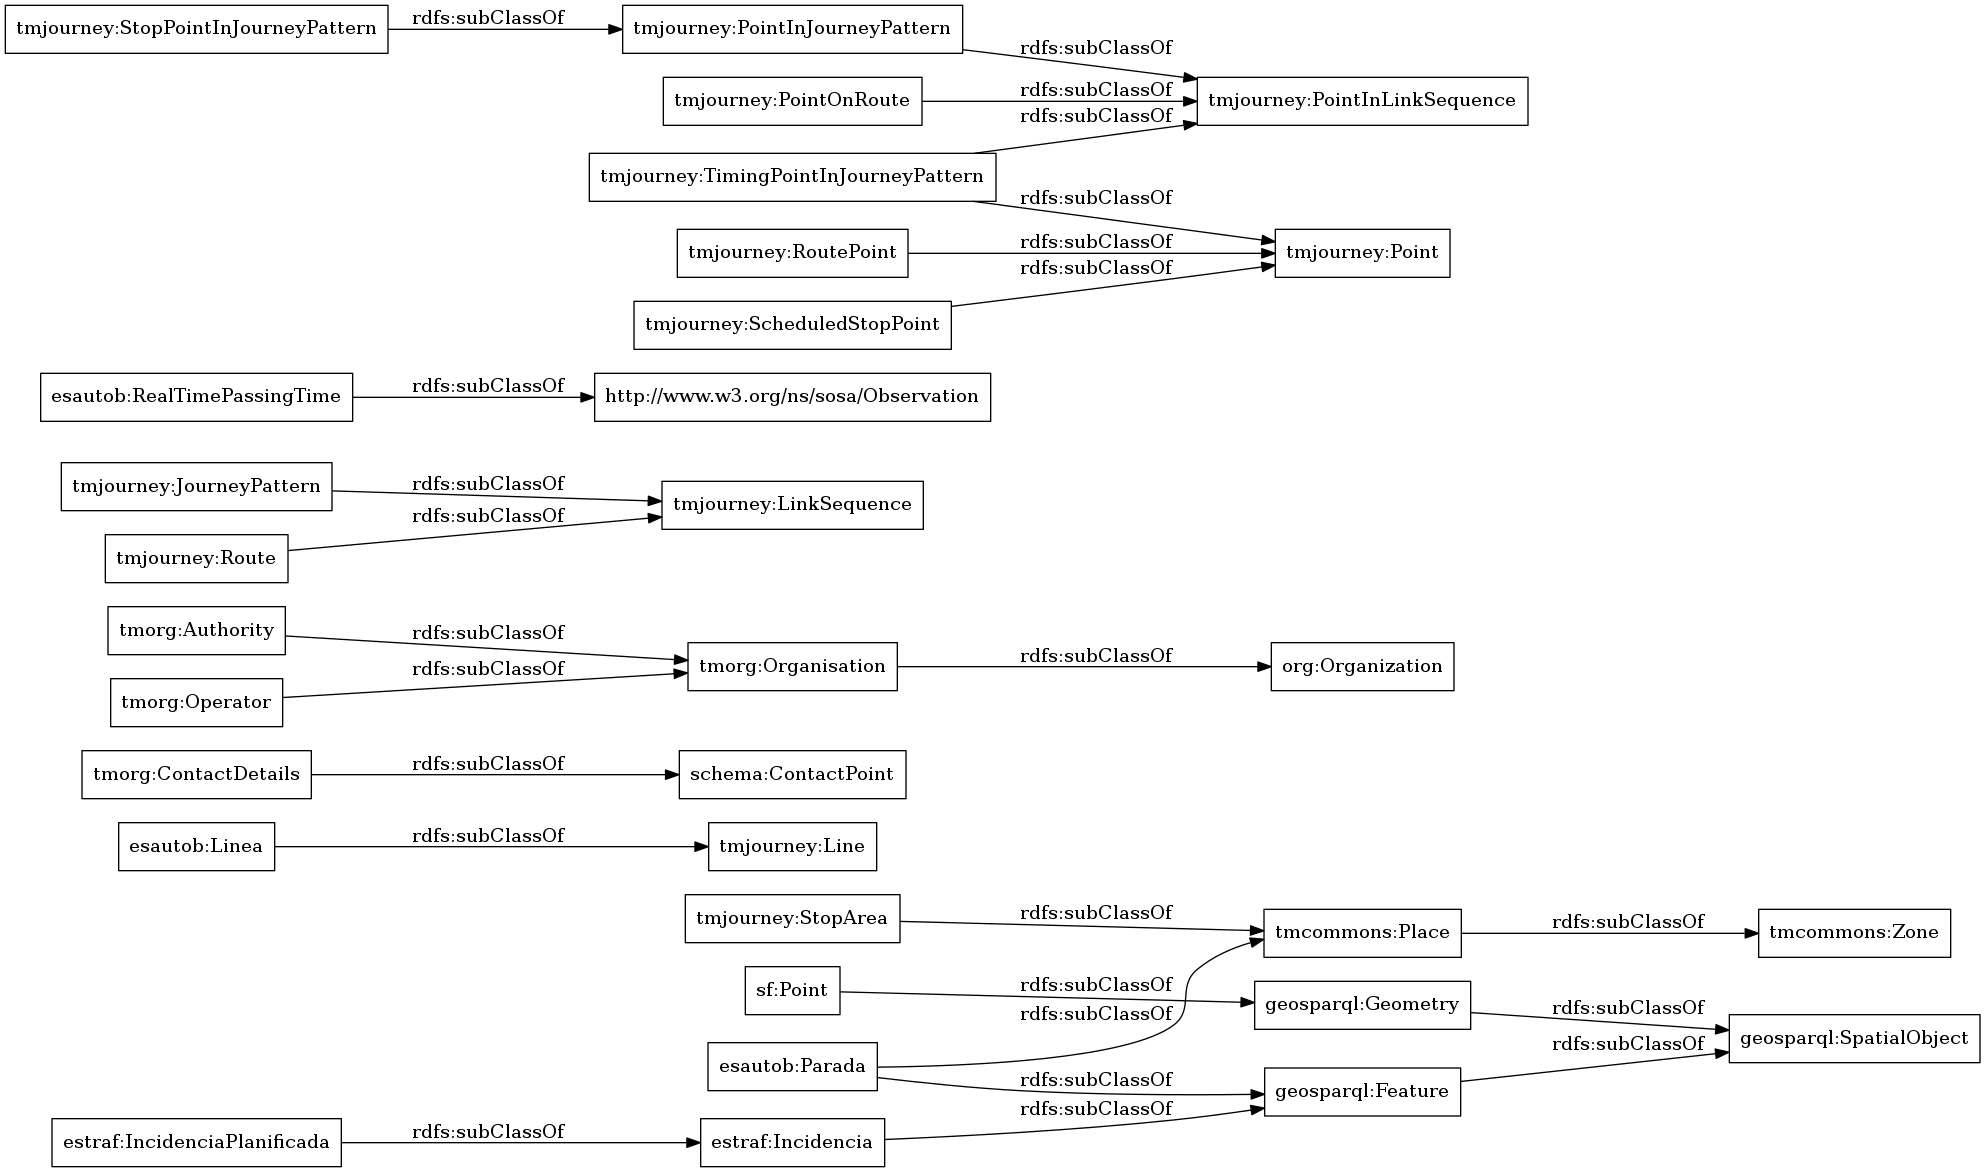 tmjourney:StopPointInJourneyPattern
rdfs:subClassOf
tmjourney:PointInJourneyPattern
rdfs:subClassOf
tmjourney:PointOnRoute
rdfs:subClassOf
tmjourney:PointInLinkSequence
rdfs:subClassOf
tmjourney:TimingPointInJourneyPattern
rdfs:subClassOf
tmjourney:RoutePoint
rdfs:subClassOf
tmjourney:Point
rdfs:subClassOf
tmjourney:ScheduledStopPoint
esautob:RealTimePassingTime
rdfs:subClassOf
http://www.w3.org/ns/sosa/Observation
tmjourney:JourneyPattern
rdfs:subClassOf
tmjourney:LinkSequence
rdfs:subClassOf
tmjourney:Route
tmorg:Authority
rdfs:subClassOf
tmorg:Organisation
rdfs:subClassOf
org:Organization
rdfs:subClassOf
tmorg:Operator
tmorg:ContactDetails
rdfs:subClassOf
schema:ContactPoint
esautob:Linea
rdfs:subClassOf
tmjourney:Line
tmjourney:StopArea
rdfs:subClassOf
tmcommons:Place
rdfs:subClassOf
tmcommons:Zone
sf:Point
rdfs:subClassOf
geosparql:Geometry
rdfs:subClassOf
rdfs:subClassOf
geosparql:SpatialObject
rdfs:subClassOf
esautob:Parada
rdfs:subClassOf
geosparql:Feature
rdfs:subClassOf
estraf:IncidenciaPlanificada
rdfs:subClassOf
estraf:Incidencia